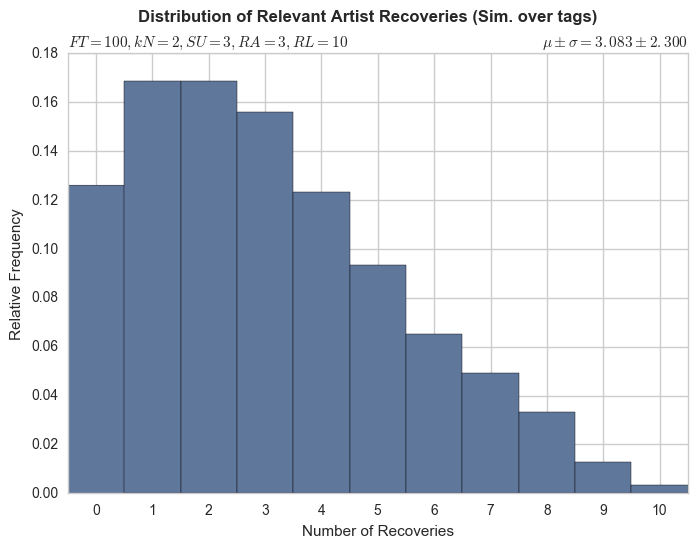 Distribution of Relevant Artist Recoveries (Sim. over tags)
FT = 100, kN = 2, SU = 3, RA = 3, RL = 10
μ ± σ = 3.083 ± 2.300
0.18
0.16
0.14
0.12
0.10
0.08
0.06
0.04
0.02
0.00
Relative Frequency
0 1 2 3 4 5 6 7 8 9 10
Number of Recoveries